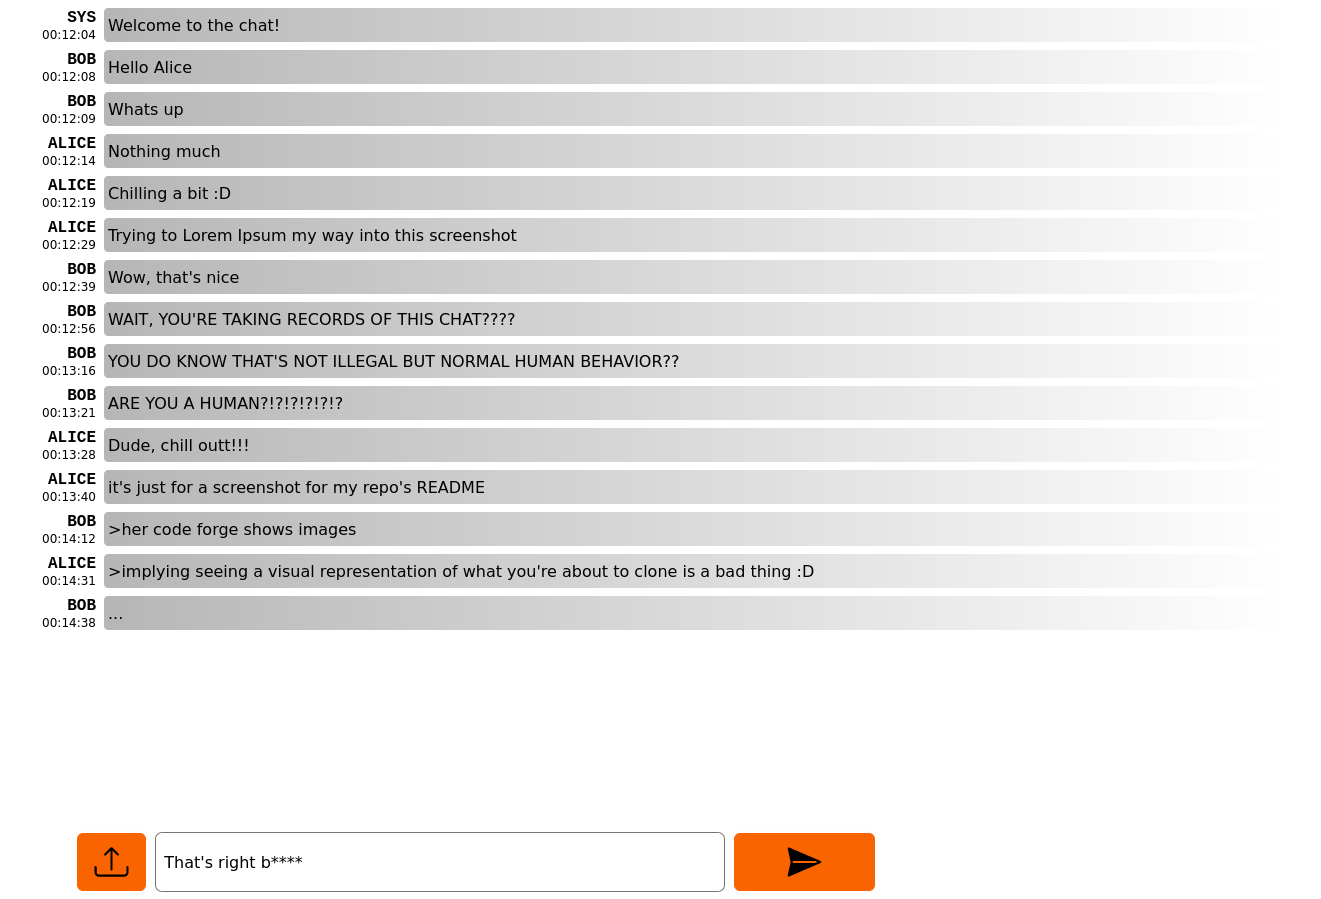 SYS
00:12:04
Welcome to the chat!
BOB
00:12:08
Hello Alice
BOB
00:12:09
Whats up
ALICE
00:12:14
Nothing much
ALICE
00:12:19
Chilling a bit :D
ALICE
00:12:29
Trying to Lorem Ipsum my way into this screenshot
BOB
00:12:39
Wow, that's nice
BOB
00:12:56
WAIT, YOU'RE TAKING RECORDS OF THIS CHAT????
BOB
00:13:16
YOU DO KNOW THAT'S NOT ILLEGAL BUT NORMAL HUMAN BEHAVIOR??
BOB
00:13:21
ARE YOU A HUMAN?!?!?!?!?!?
ALICE
00:13:28
Dude, chill outt!!!
ALICE
00:13:40
it's just for a screenshot for my repo's README
BOB
00:14:12
>her code forge shows images
ALICE
00:14:31
>implying seeing a visual representation of what you're about to clone is a bad thing :D
BOB
00:14:38
...
That's right b****